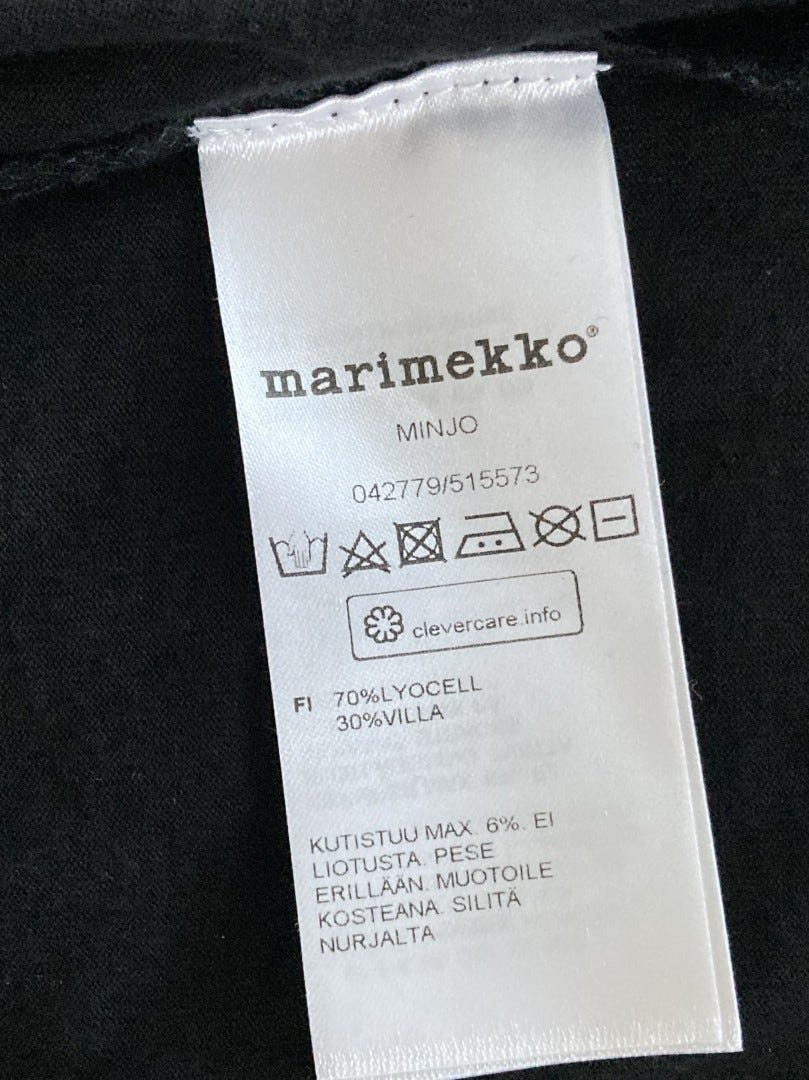 marimekko®
MINJO
042779/515573
clevercare.info
FI 70%LYOCELL
30%VILLA
KUTISTUU MAX. 6%. EI
LIOTUSTA. PESE
ERILLÄÄN. MUOTOILE
KOSTEANA. SILITÄ
NURJALTA